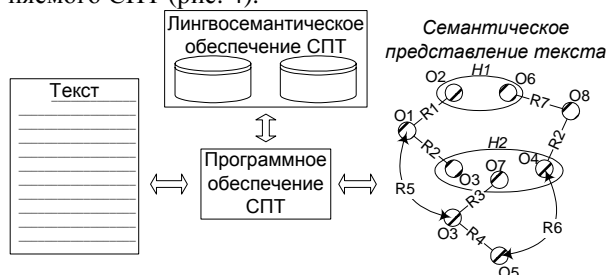 няемого СПТ (рис. 4).
Лингвосемантическое
обеспечение СПТ
Текст
Программное
обеспечение
СПТ
Семантическое
представление текста
H1
O2
O6
O8
R1
R7
O1
R2
R2
H2
O7
O4
O3
R5
R3
O3
R6
R4
O5